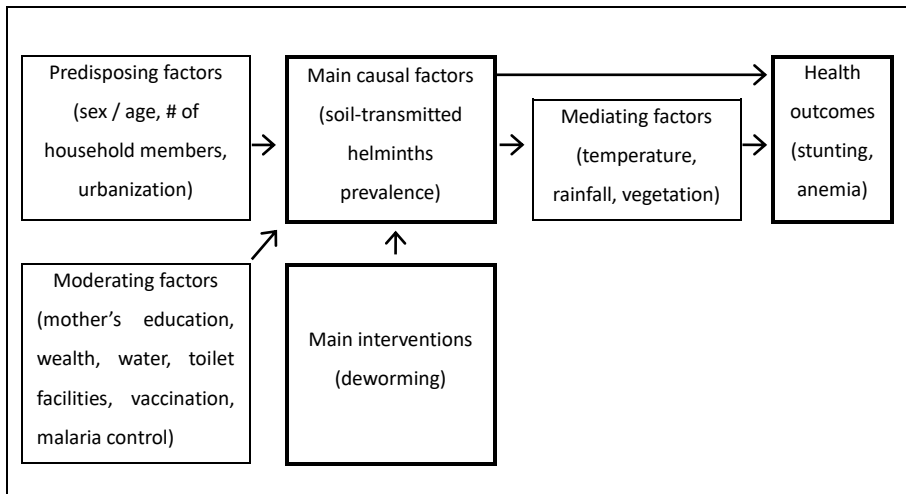 Predisposing factors
(sex / age, # of
household members,
urbanization)
Main causal factors
(soil-transmitted
helminths
prevalence)
Mediating factors
(temperature,
rainfall, vegetation)
Health
outcomes
(stunting,
anemia)
Moderating factors
(mother’s education,
wealth, water, toilet
facilities, vaccination,
malaria control)
Main interventions
(deworming)